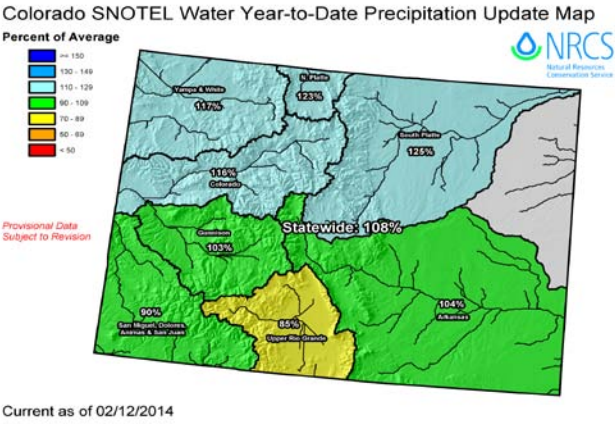 Colorado SNOTEL Water Year-to-Date Precipitation Update Map
Percent of Average
>= 150
130 - 149
110 - 129
90 - 109
70 - 89
50 - 69
< 50
NRCS
Natural Resources
Conservation Service
N. Platte
123%
Yampa & White
117%
South Platte
125%
116%
Colorado
Provisional Data
Subject to Revision
Statewide: 108%
Gunnison
103%
90%
San Miguel, Dolores,
Animas & San Juan
85%
Upper Rio Grande
104%
Arkansas
Current as of 02/12/2014